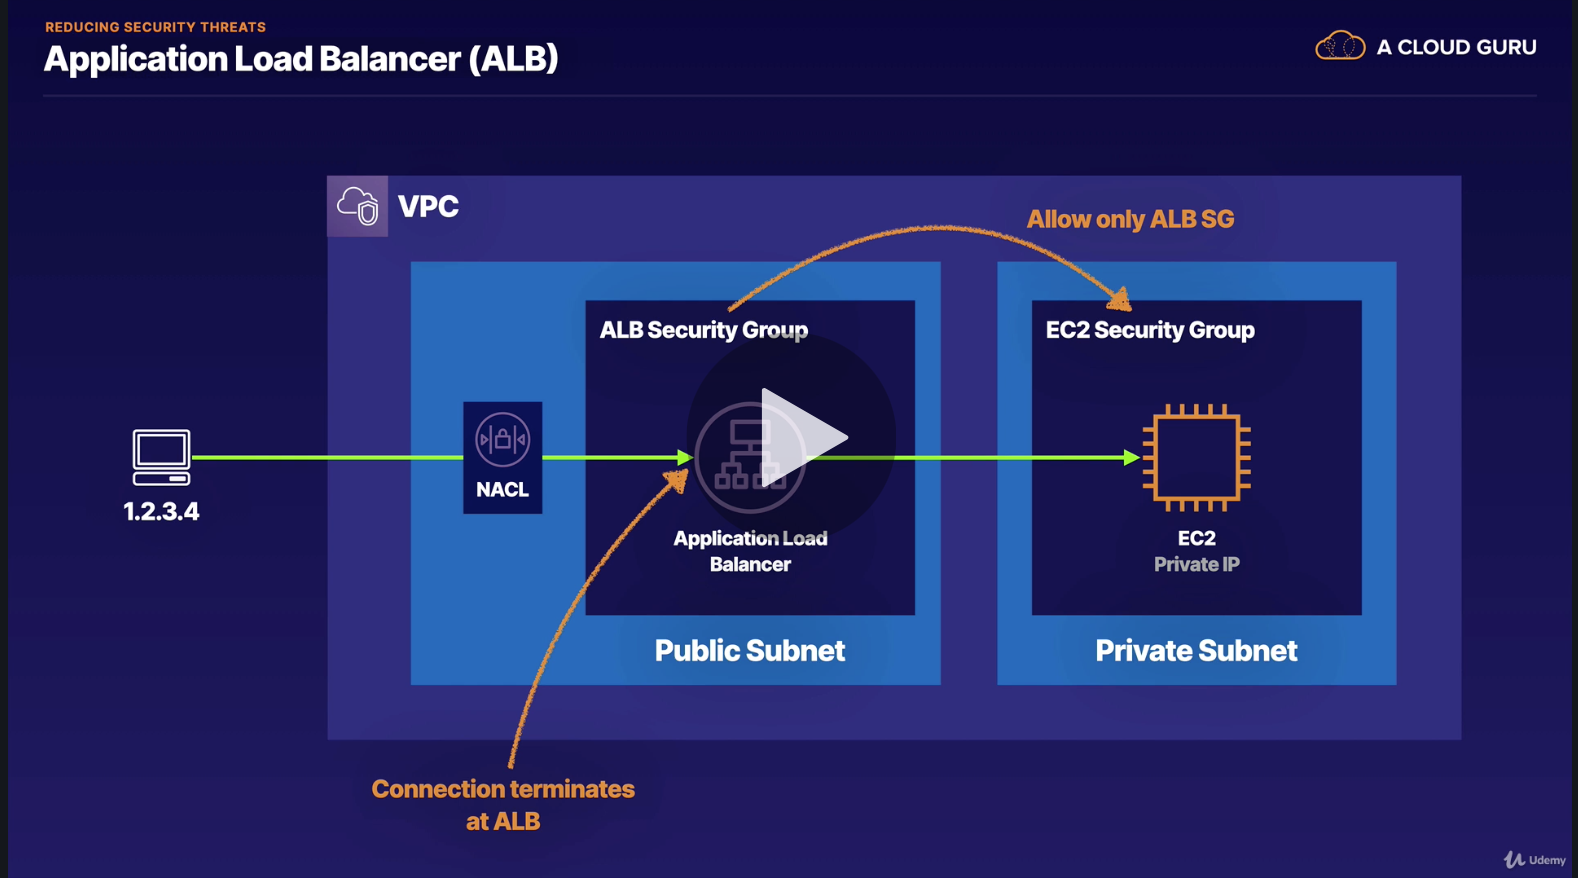 REDUCING SECURITY THREATS
Application Load Balancer (ALB)
A CLOUD GURU
VPC
Allow only ALB SG
ALB Security Group
EC2 Security Group
NACL
1.2.3.4
Application Load
Balancer
EC2
Private IP
Public Subnet
Private Subnet
Connection terminates
at ALB
Udemy